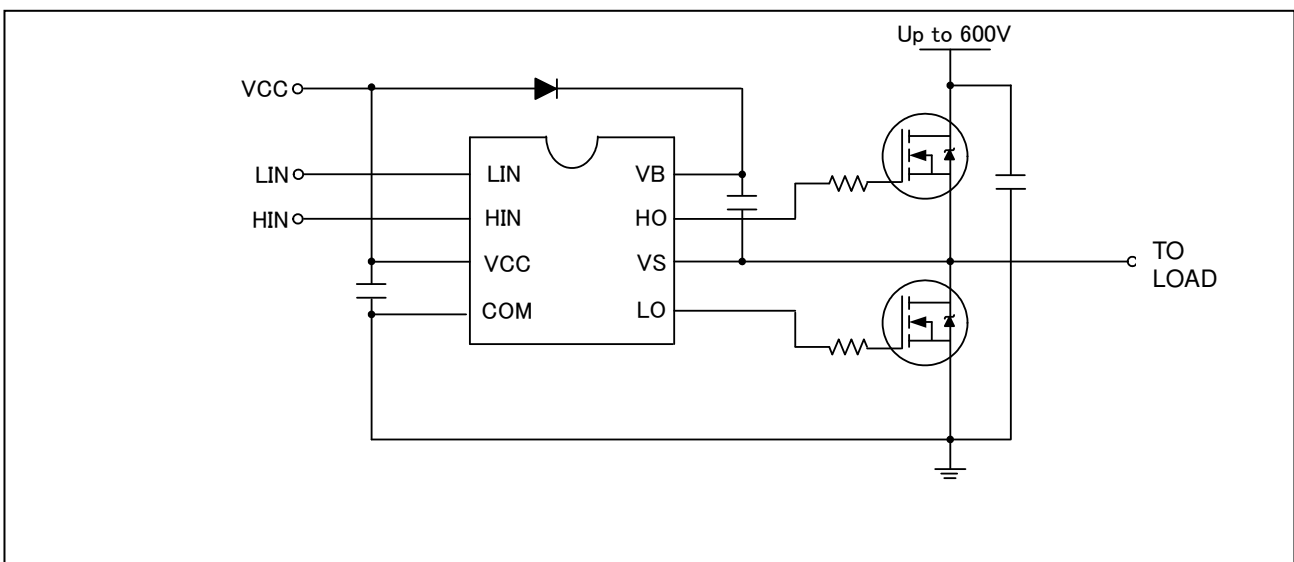 Up to 600V
VCC
LIN
HIN
LIN
HIN
VCC
COM
VB
HO
VS
LO
TO
LOAD